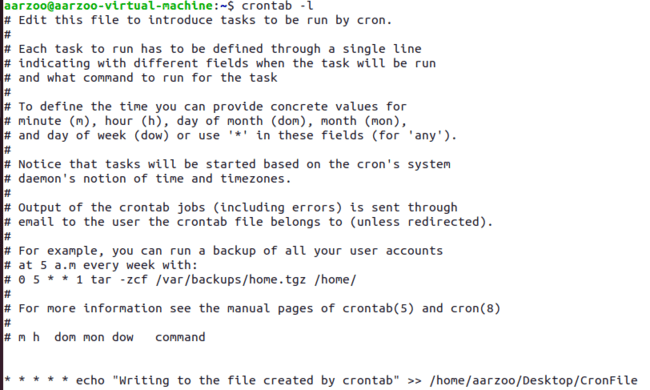 aarzoo@aarzoo-virtual-machine:~$ crontab -l
# Edit this file to introduce tasks to be run by cron.
#
# Each task to run has to be defined through a single line
# indicating with different fields when the task will be run
# and what command to run for the task
#
# To define the time you can provide concrete values for
# minute (m), hour (h), day of month (dom), month (mon),
# and day of week (dow) or use '*' in these fields (for 'any').
#
# Notice that tasks will be started based on the cron's system
# daemon's notion of time and timezones.
#
# Output of the crontab jobs (including errors) is sent through
# email to the user the crontab file belongs to (unless redirected).
#
# For example, you can run a backup of all your user accounts
# at 5 a.m every week with:
# 0 5 * * 1 tar -zcf /var/backups/home.tgz /home/
#
# For more information see the manual pages of crontab(5) and cron(8)
#
# m h  dom mon dow   command
* * * * * echo "Writing to the file created by crontab" >> /home/aarzoo/Desktop/CronFile